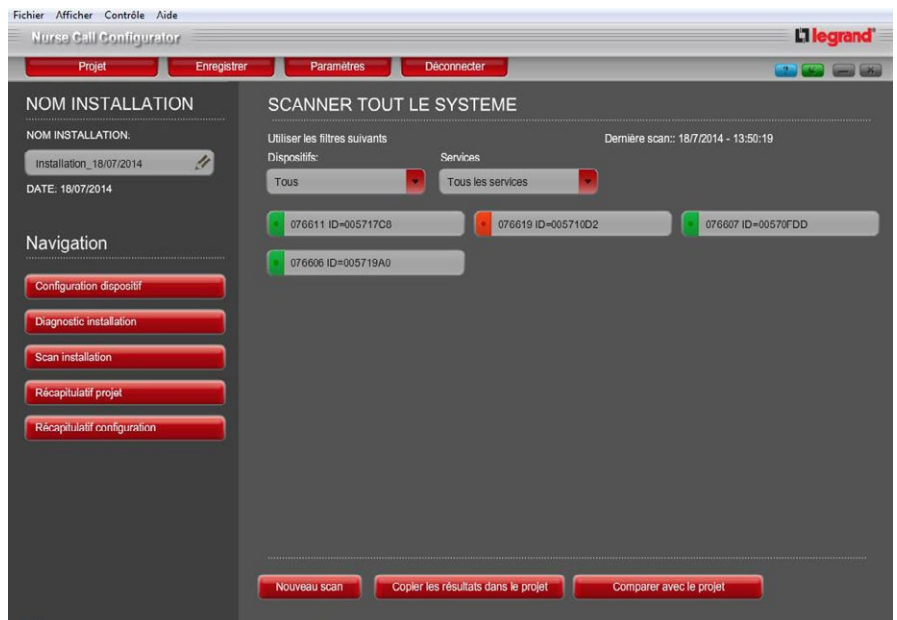 Fichier Afficher Contrôle Aide
Nurse Call Configurator
legrand
Projet Enregistrer Paramètres Déconnecter
?
NOM INSTALLATION
NOM INSTALLATION:
Installation_18/07/2014
DATE: 18/07/2014
Navigation
Configuration dispositif
Diagnostic installation
Scan installation
Récapitulatif projet
Récapitulatif configuration
SCANNER TOUT LE SYSTEME
Utiliser les filtres suivants
Dernière scan:: 18/7/2014 - 13:50:19
Dispositifs: Services
Tous Tous les services
076611 ID=005717C8 076619 ID=005710D2 076607 ID=00570FDD
076606 ID=005719A0
Nouveau scan Copier les résultats dans le projet Comparer avec le projet